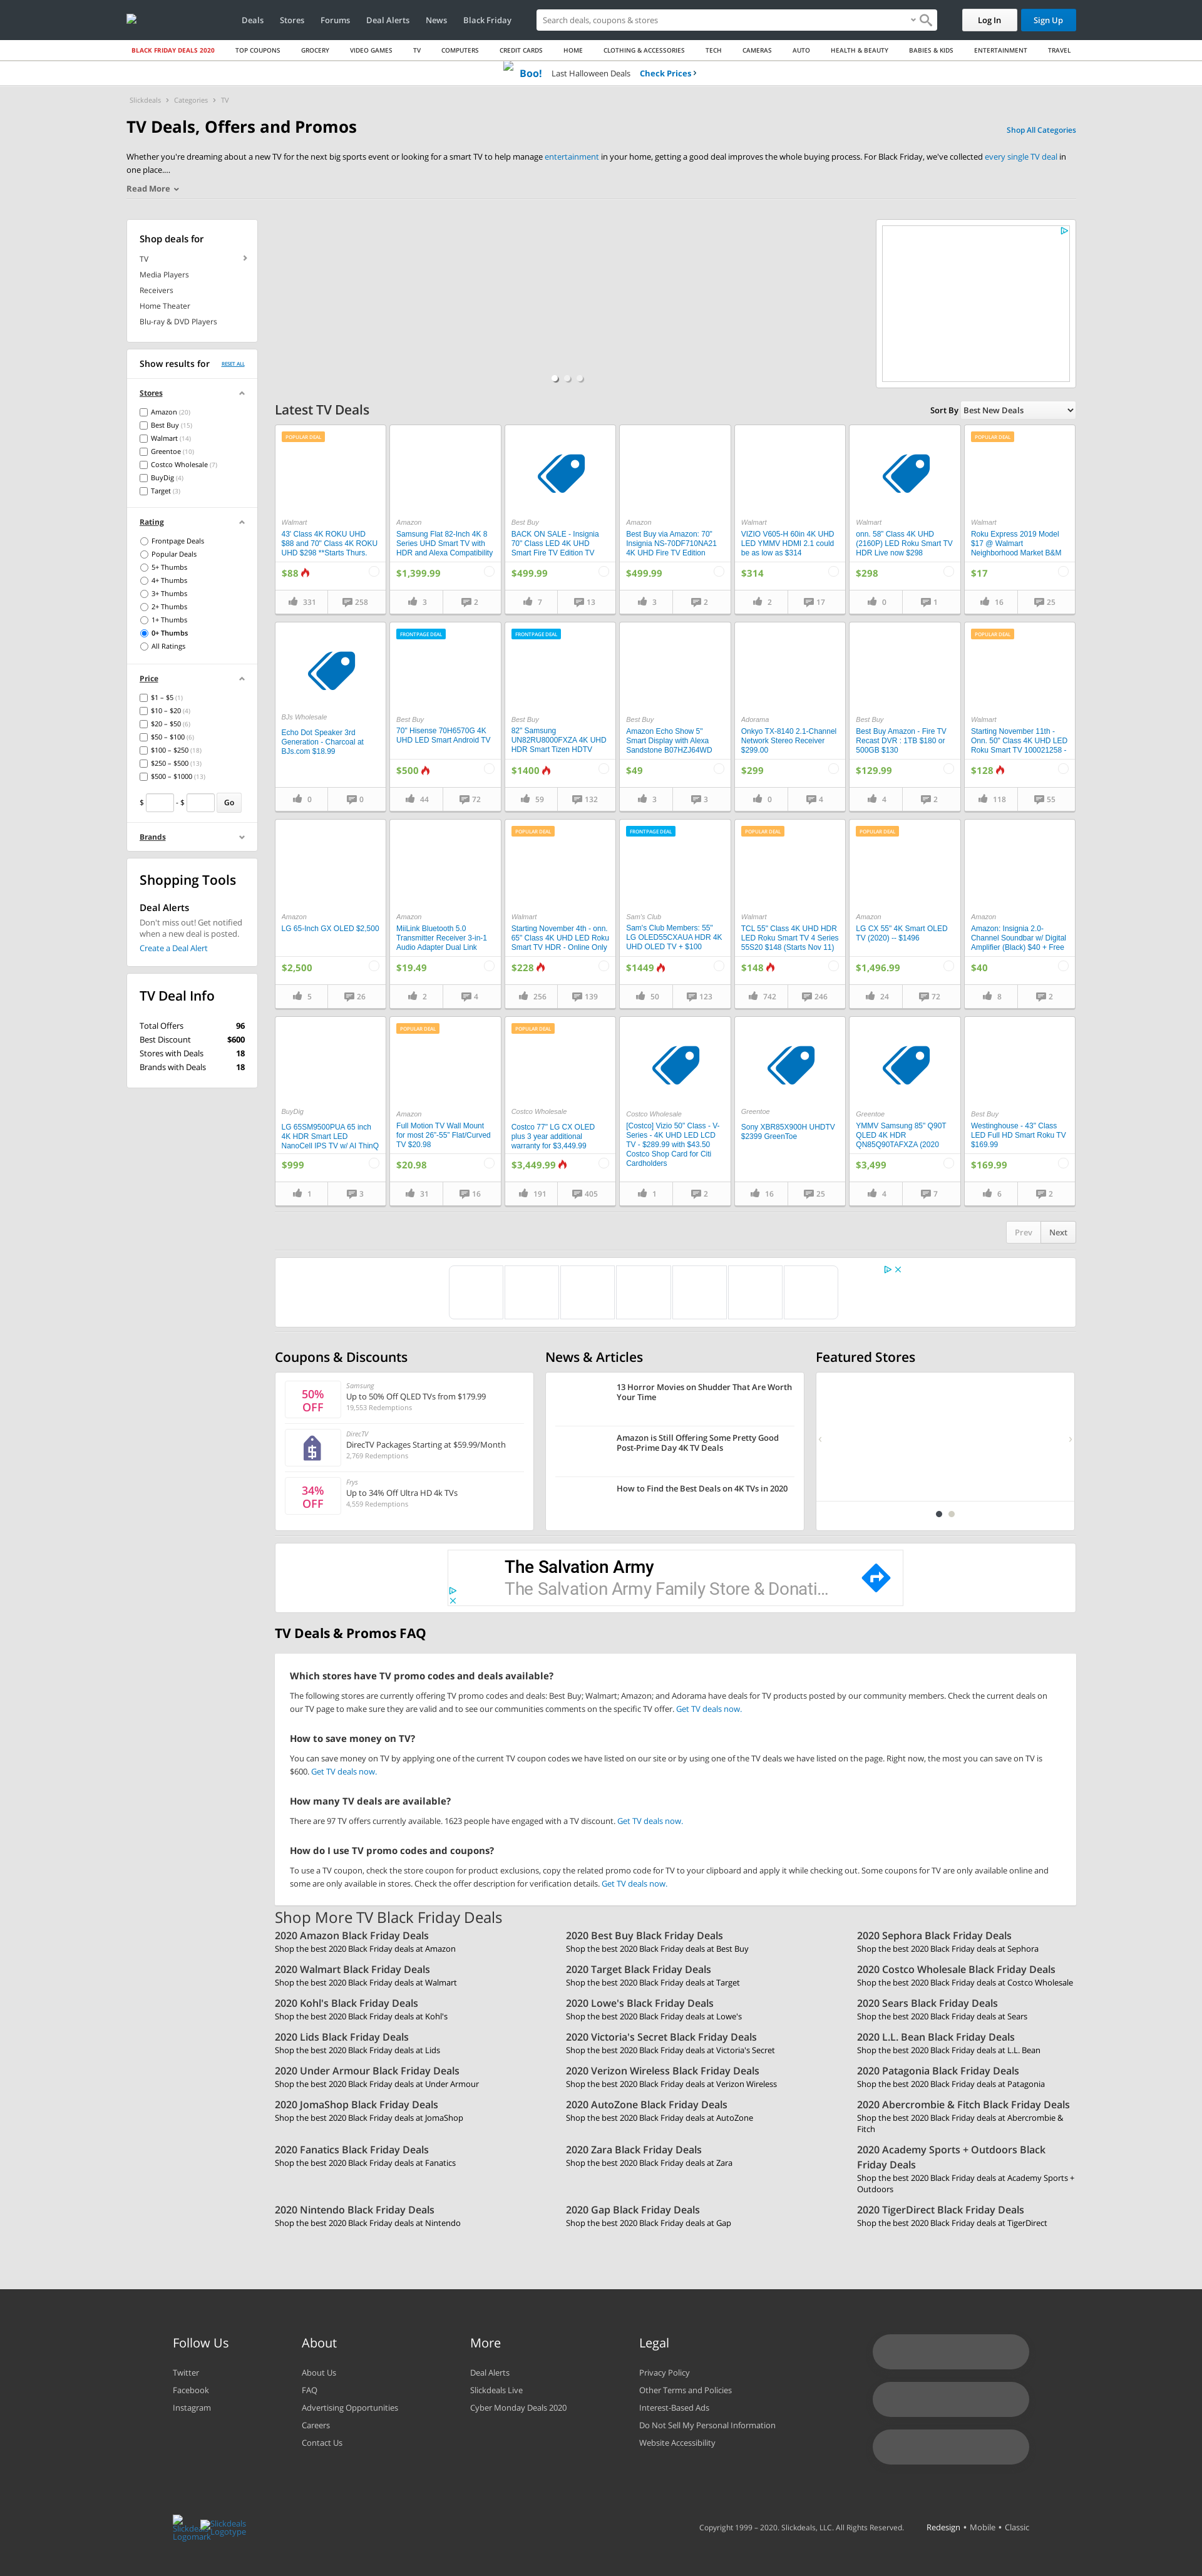 Deals
Stores
Forums
Deal Alerts
News
Black Friday
Search deals, coupons & stores
Log In
Sign Up
BLACK FRIDAY DEALS 2020
TOP COUPONS
GROCERY
VIDEO GAMES
TV
COMPUTERS
CREDIT CARDS
HOME
CLOTHING & ACCESSORIES
TECH
CAMERAS
AUTO
HEALTH & BEAUTY
BABIES & KIDS
ENTERTAINMENT
TRAVEL
Boo! Last Halloween Deals Check Prices ›
Slickdeals › Categories › TV
TV Deals, Offers and Promos
Shop All Categories
Whether you're dreaming about a new TV for the next big sports event or looking for a smart TV to help manage entertainment in your home, getting a good deal improves the whole buying process. For Black Friday, we've collected every single TV deal in
one place....
Read More
Shop deals for
TV
Media Players
Receivers
Home Theater
Blu-ray & DVD Players
Show results for
RESET ALL
Stores
Amazon (20)
Best Buy (15)
Walmart (14)
Greentoe (10)
Costco Wholesale (7)
BuyDig (4)
Target (3)
Rating
Frontpage Deals
Popular Deals
5+ Thumbs
4+ Thumbs
3+ Thumbs
2+ Thumbs
1+ Thumbs
0+ Thumbs
All Ratings
Price
$1 – $5 (1)
$10 – $20 (4)
$20 – $50 (6)
$50 – $100 (6)
$100 – $250 (18)
$250 – $500 (13)
$500 – $1000 (13)
$ - $ Go
Brands
Shopping Tools
Deal Alerts
Don't miss out! Get notified
when a new deal is posted.
Create a Deal Alert
TV Deal Info
Total Offers 96
Best Discount $600
Stores with Deals 18
Brands with Deals 18
Latest TV Deals
Sort By Best New Deals
POPULAR DEAL
Walmart
43' Class 4K ROKU UHD
$88 and 70" Class 4K ROKU
UHD $298 **Starts Thurs.
$88
331
258
Amazon
Samsung Flat 82-Inch 4K 8
Series UHD Smart TV with
HDR and Alexa Compatibility
$1,399.99
3
2
Best Buy
BACK ON SALE - Insignia
70" Class LED 4K UHD
Smart Fire TV Edition TV
$499.99
7
13
Amazon
Best Buy via Amazon: 70"
Insignia NS-70DF710NA21
4K UHD Fire TV Edition
$499.99
3
2
Walmart
VIZIO V605-H 60in 4K UHD
LED YMMV HDMI 2.1 could
be as low as $314
$314
2
17
Walmart
onn. 58" Class 4K UHD
(2160P) LED Roku Smart TV
HDR Live now $298
$298
0
1
POPULAR DEAL
Walmart
Roku Express 2019 Model
$17 @ Walmart
Neighborhood Market B&M
$17
16
25
BJs Wholesale
Echo Dot Speaker 3rd
Generation - Charcoal at
BJs.com $18.99
0
0
FRONTPAGE DEAL
Best Buy
70" Hisense 70H6570G 4K
UHD LED Smart Android TV
$500
44
72
FRONTPAGE DEAL
Best Buy
82" Samsung
UN82RU8000FXZA 4K UHD
HDR Smart Tizen HDTV
$1400
59
132
Best Buy
Amazon Echo Show 5"
Smart Display with Alexa
Sandstone B07HZJ64WD
$49
3
3
Adorama
Onkyo TX-8140 2.1-Channel
Network Stereo Receiver
$299.00
$299
0
4
Best Buy
Best Buy Amazon - Fire TV
Recast DVR : 1TB $180 or
500GB $130
$129.99
4
2
POPULAR DEAL
Walmart
Starting November 11th -
Onn. 50" Class 4K UHD LED
Roku Smart TV 100021258 -
$128
118
55
Amazon
LG 65-Inch GX OLED $2,500
$2,500
5
26
Amazon
MiiLink Bluetooth 5.0
Transmitter Receiver 3-in-1
Audio Adapter Dual Link
$19.49
2
4
POPULAR DEAL
Walmart
Starting November 4th - onn.
65" Class 4K UHD LED Roku
Smart TV HDR - Online Only
$228
256
139
FRONTPAGE DEAL
Sam's Club
Sam's Club Members: 55"
LG OLED55CXAUA HDR 4K
UHD OLED TV + $100
$1449
50
123
POPULAR DEAL
Walmart
TCL 55" Class 4K UHD HDR
LED Roku Smart TV 4 Series
55S20 $148 (Starts Nov 11)
$148
742
246
POPULAR DEAL
Amazon
LG CX 55" 4K Smart OLED
TV (2020) -- $1496
$1,496.99
24
72
Amazon
Amazon: Insignia 2.0-
Channel Soundbar w/ Digital
Amplifier (Black) $40 + Free
$40
8
2
BuyDig
LG 65SM9500PUA 65 inch
4K HDR Smart LED
NanoCell IPS TV w/ AI ThinQ
$999
1
3
POPULAR DEAL
Amazon
Full Motion TV Wall Mount
for most 26"-55" Flat/Curved
TV $20.98
$20.98
31
16
POPULAR DEAL
Costco Wholesale
Costco 77" LG CX OLED
plus 3 year additional
warranty for $3,449.99
$3,449.99
191
405
Costco Wholesale
[Costco] Vizio 50" Class - V-
Series - 4K UHD LED LCD
TV - $289.99 with $43.50
Costco Shop Card for Citi
Cardholders
1
2
Greentoe
Sony XBR85X900H UHDTV
$2399 GreenToe
16
25
Greentoe
YMMV Samsung 85" Q90T
QLED 4K HDR
QN85Q90TAFXZA (2020
$3,499
4
7
Best Buy
Westinghouse - 43" Class
LED Full HD Smart Roku TV
$169.99
$169.99
6
2
Prev
Next
Coupons & Discounts
50%
OFF
Samsung
Up to 50% Off QLED TVs from $179.99
19,553 Redemptions
DirecTV
DirecTV Packages Starting at $59.99/Month
2,769 Redemptions
34%
OFF
Frys
Up to 34% Off Ultra HD 4k TVs
4,559 Redemptions
News & Articles
13 Horror Movies on Shudder That Are Worth
Your Time
Amazon is Still Offering Some Pretty Good
Post-Prime Day 4K TV Deals
How to Find the Best Deals on 4K TVs in 2020
Featured Stores
The Salvation Army
The Salvation Army Family Store & Donati...
TV Deals & Promos FAQ
Which stores have TV promo codes and deals available?
The following stores are currently offering TV promo codes and deals: Best Buy; Walmart; Amazon; and Adorama have deals for TV products posted by our community members. Check the current deals on
our TV page to make sure they are valid and to see our communities comments on the specific TV offer. Get TV deals now.
How to save money on TV?
You can save money on TV by applying one of the current TV coupon codes we have listed on our site or by using one of the TV deals we have listed on the page. Right now, the most you can save on TV is
$600. Get TV deals now.
How many TV deals are available?
There are 97 TV offers currently available. 1623 people have engaged with a TV discount. Get TV deals now.
How do I use TV promo codes and coupons?
To use a TV coupon, check the store coupon for product exclusions, copy the related promo code for TV to your clipboard and apply it while checking out. Some coupons for TV are only available online and
some are only available in stores. Check the offer description for verification details. Get TV deals now.
Shop More TV Black Friday Deals
2020 Amazon Black Friday Deals
Shop the best 2020 Black Friday deals at Amazon
2020 Best Buy Black Friday Deals
Shop the best 2020 Black Friday deals at Best Buy
2020 Sephora Black Friday Deals
Shop the best 2020 Black Friday deals at Sephora
2020 Walmart Black Friday Deals
Shop the best 2020 Black Friday deals at Walmart
2020 Target Black Friday Deals
Shop the best 2020 Black Friday deals at Target
2020 Costco Wholesale Black Friday Deals
Shop the best 2020 Black Friday deals at Costco Wholesale
2020 Kohl's Black Friday Deals
Shop the best 2020 Black Friday deals at Kohl's
2020 Lowe's Black Friday Deals
Shop the best 2020 Black Friday deals at Lowe's
2020 Sears Black Friday Deals
Shop the best 2020 Black Friday deals at Sears
2020 Lids Black Friday Deals
Shop the best 2020 Black Friday deals at Lids
2020 Victoria's Secret Black Friday Deals
Shop the best 2020 Black Friday deals at Victoria's Secret
2020 L.L. Bean Black Friday Deals
Shop the best 2020 Black Friday deals at L.L. Bean
2020 Under Armour Black Friday Deals
Shop the best 2020 Black Friday deals at Under Armour
2020 Verizon Wireless Black Friday Deals
Shop the best 2020 Black Friday deals at Verizon Wireless
2020 Patagonia Black Friday Deals
Shop the best 2020 Black Friday deals at Patagonia
2020 JomaShop Black Friday Deals
Shop the best 2020 Black Friday deals at JomaShop
2020 AutoZone Black Friday Deals
Shop the best 2020 Black Friday deals at AutoZone
2020 Abercrombie & Fitch Black Friday Deals
Shop the best 2020 Black Friday deals at Abercrombie &
Fitch
2020 Fanatics Black Friday Deals
Shop the best 2020 Black Friday deals at Fanatics
2020 Zara Black Friday Deals
Shop the best 2020 Black Friday deals at Zara
2020 Academy Sports + Outdoors Black
Friday Deals
Shop the best 2020 Black Friday deals at Academy Sports +
Outdoors
2020 Nintendo Black Friday Deals
Shop the best 2020 Black Friday deals at Nintendo
2020 Gap Black Friday Deals
Shop the best 2020 Black Friday deals at Gap
2020 TigerDirect Black Friday Deals
Shop the best 2020 Black Friday deals at TigerDirect
Follow Us
Twitter
Facebook
Instagram
About
About Us
FAQ
Advertising Opportunities
Careers
Contact Us
More
Deal Alerts
Slickdeals Live
Cyber Monday Deals 2020
Legal
Privacy Policy
Other Terms and Policies
Interest-Based Ads
Do Not Sell My Personal Information
Website Accessibility
Slickdeals
Logotype
Logomark
Copyright 1999 – 2020. Slickdeals, LLC. All Rights Reserved.
Redesign • Mobile • Classic